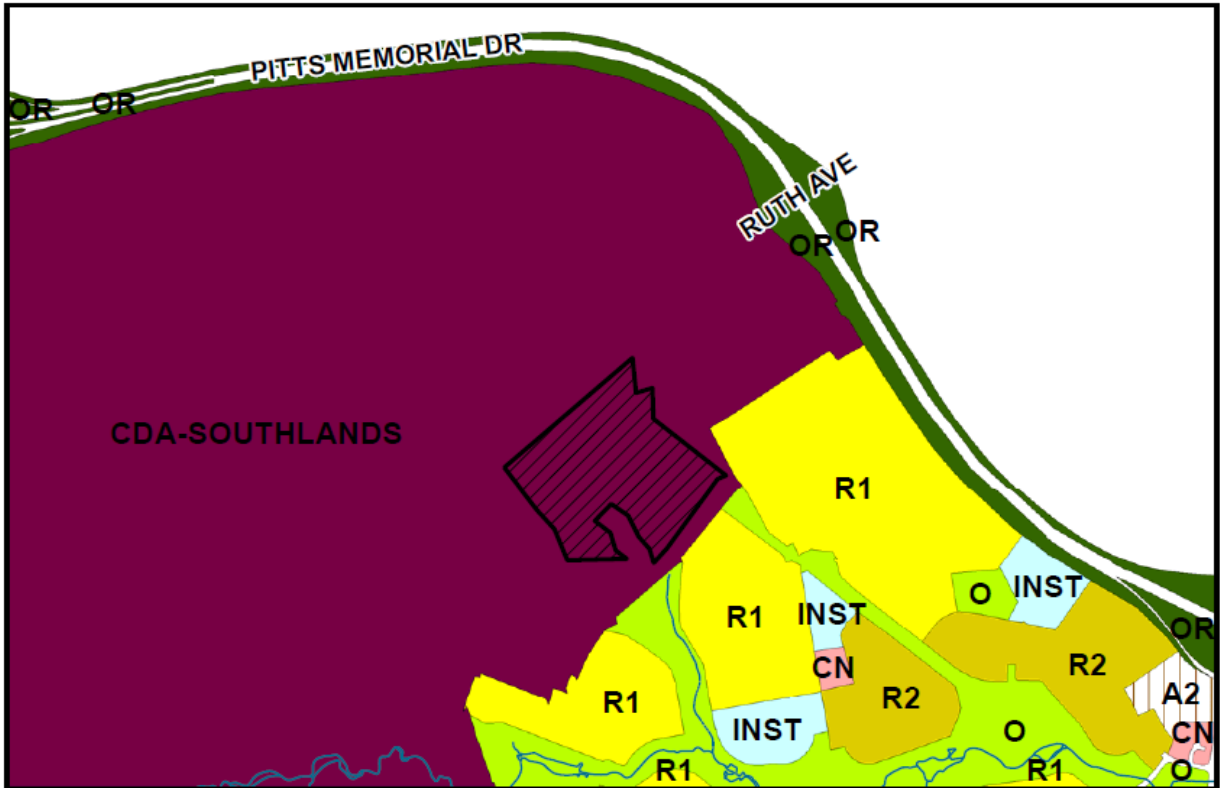 PITTS MEMORIAL DR
OR
OR
RUTH AVE
OR
OR
CDA-SOUTHLANDS
R1
O
INST
R1
INST
OR
CN
R2
R2
A2
R1
INST
O
CN
R1
R1
O